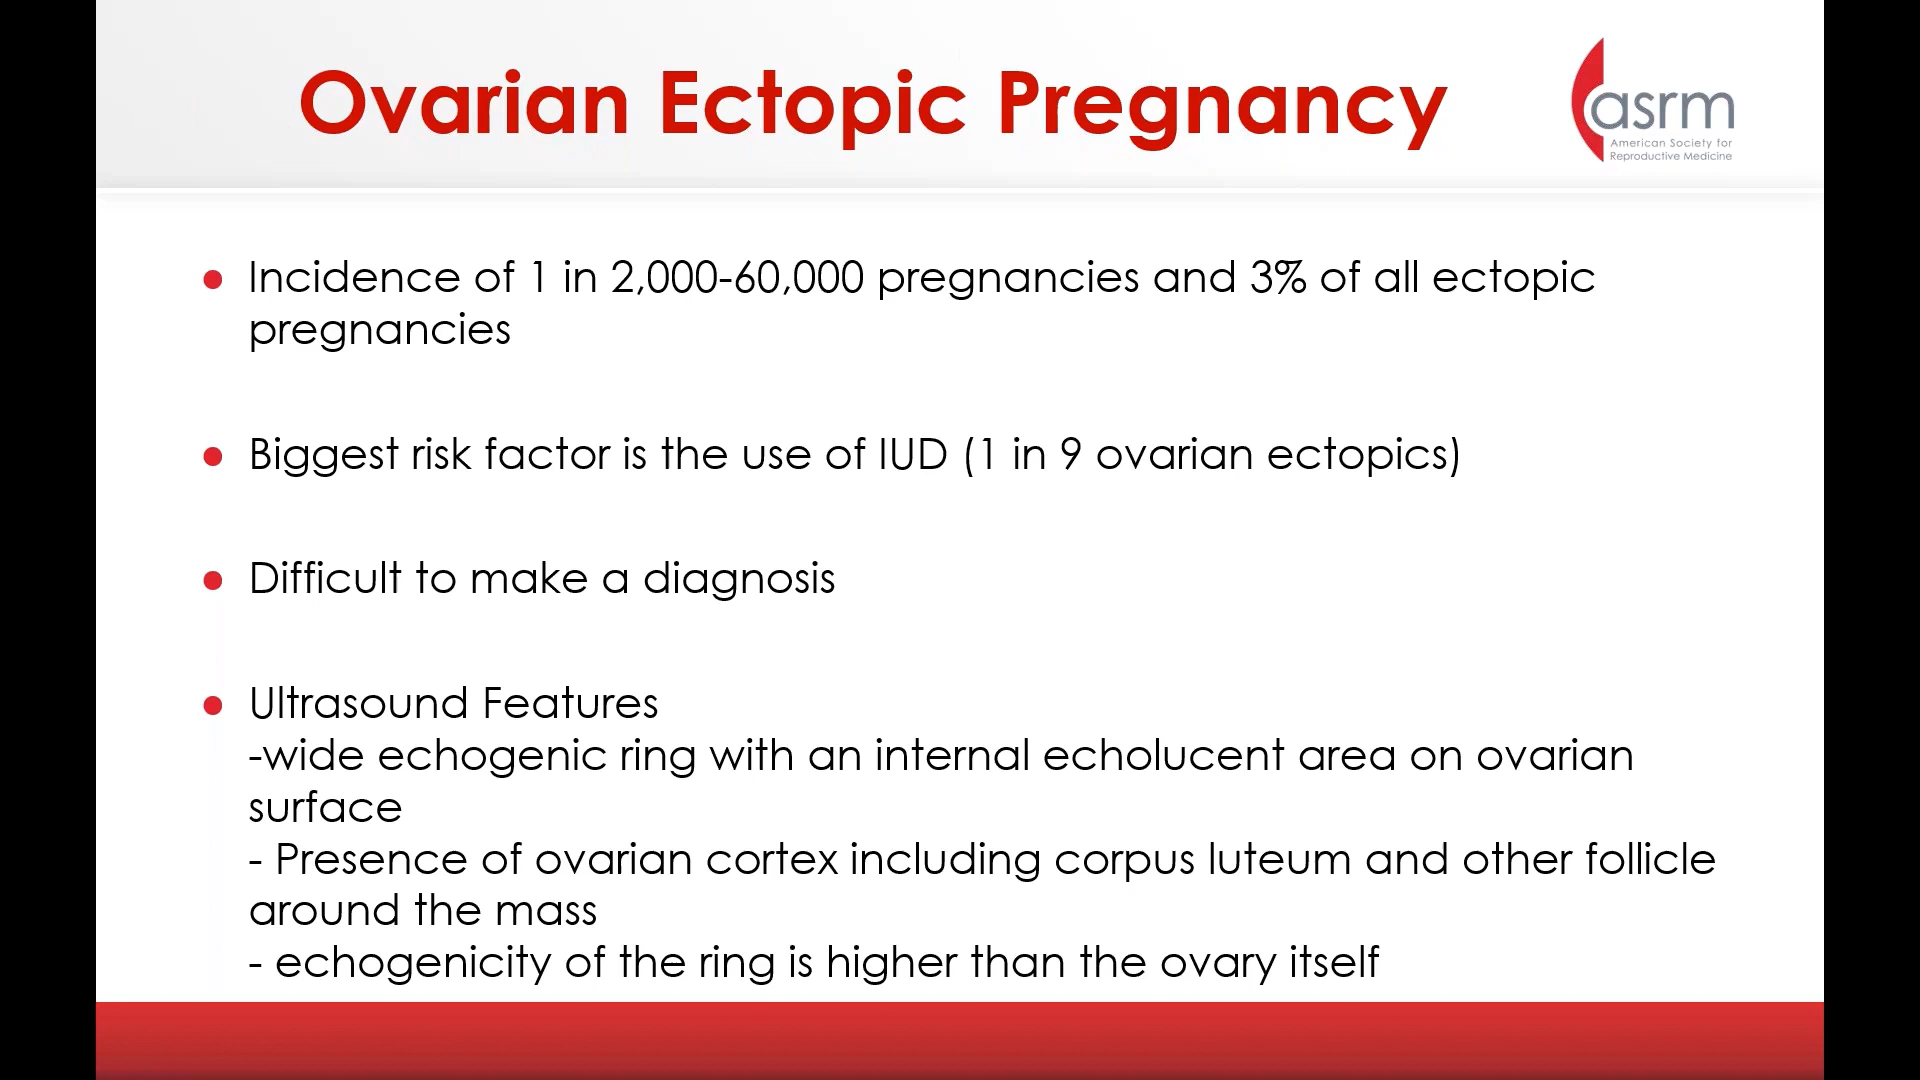 Ovarian Ectopic Pregnancy
asrm
American Society for
Reproductive Medicine
● Incidence of 1 in 2,000-60,000 pregnancies and 3% of all ectopic
pregnancies
● Biggest risk factor is the use of IUD (1 in 9 ovarian ectopics)
● Difficult to make a diagnosis
● Ultrasound Features
-wide echogenic ring with an internal echolucent area on ovarian
surface
- Presence of ovarian cortex including corpus luteum and other follicle
around the mass
- echogenicity of the ring is higher than the ovary itself